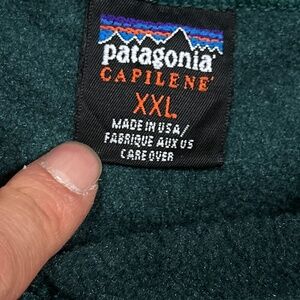 patagonia®
CAPILENE®
XXL
MADE IN USA/
FABRIQUE AUX US
CARE OVER